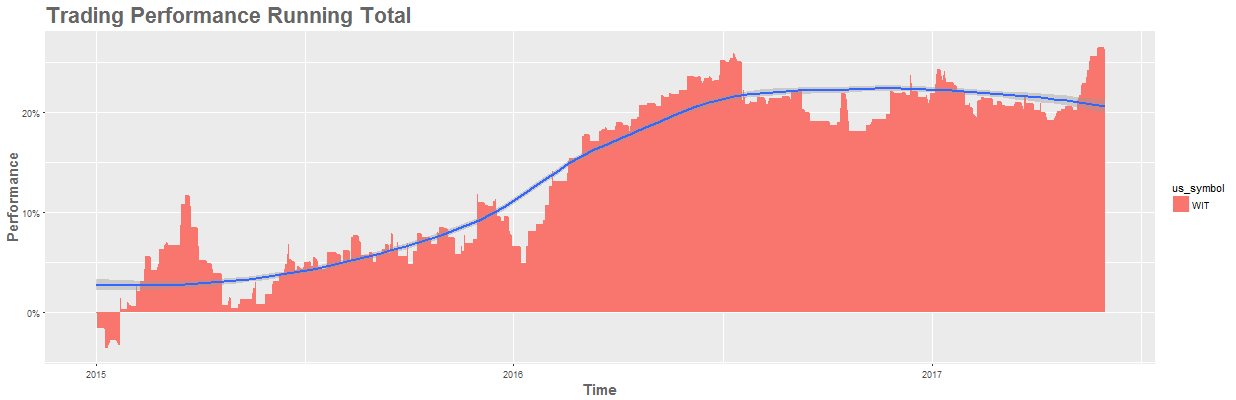 Trading Performance Running Total
Performance
20%
10%
0%
2015
2016
2017
Time
us_symbol
WIT